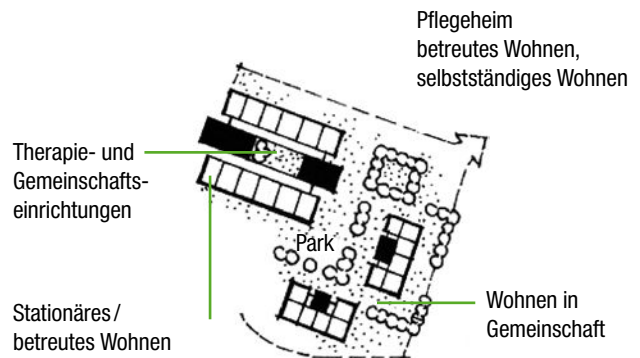 Pflegeheim
betreutes Wohnen,
selbstständiges Wohnen
Therapie- und
Gemeinschafts-
einrichtungen
Park
Stationäres /
betreutes Wohnen
Wohnen in
Gemeinschaft